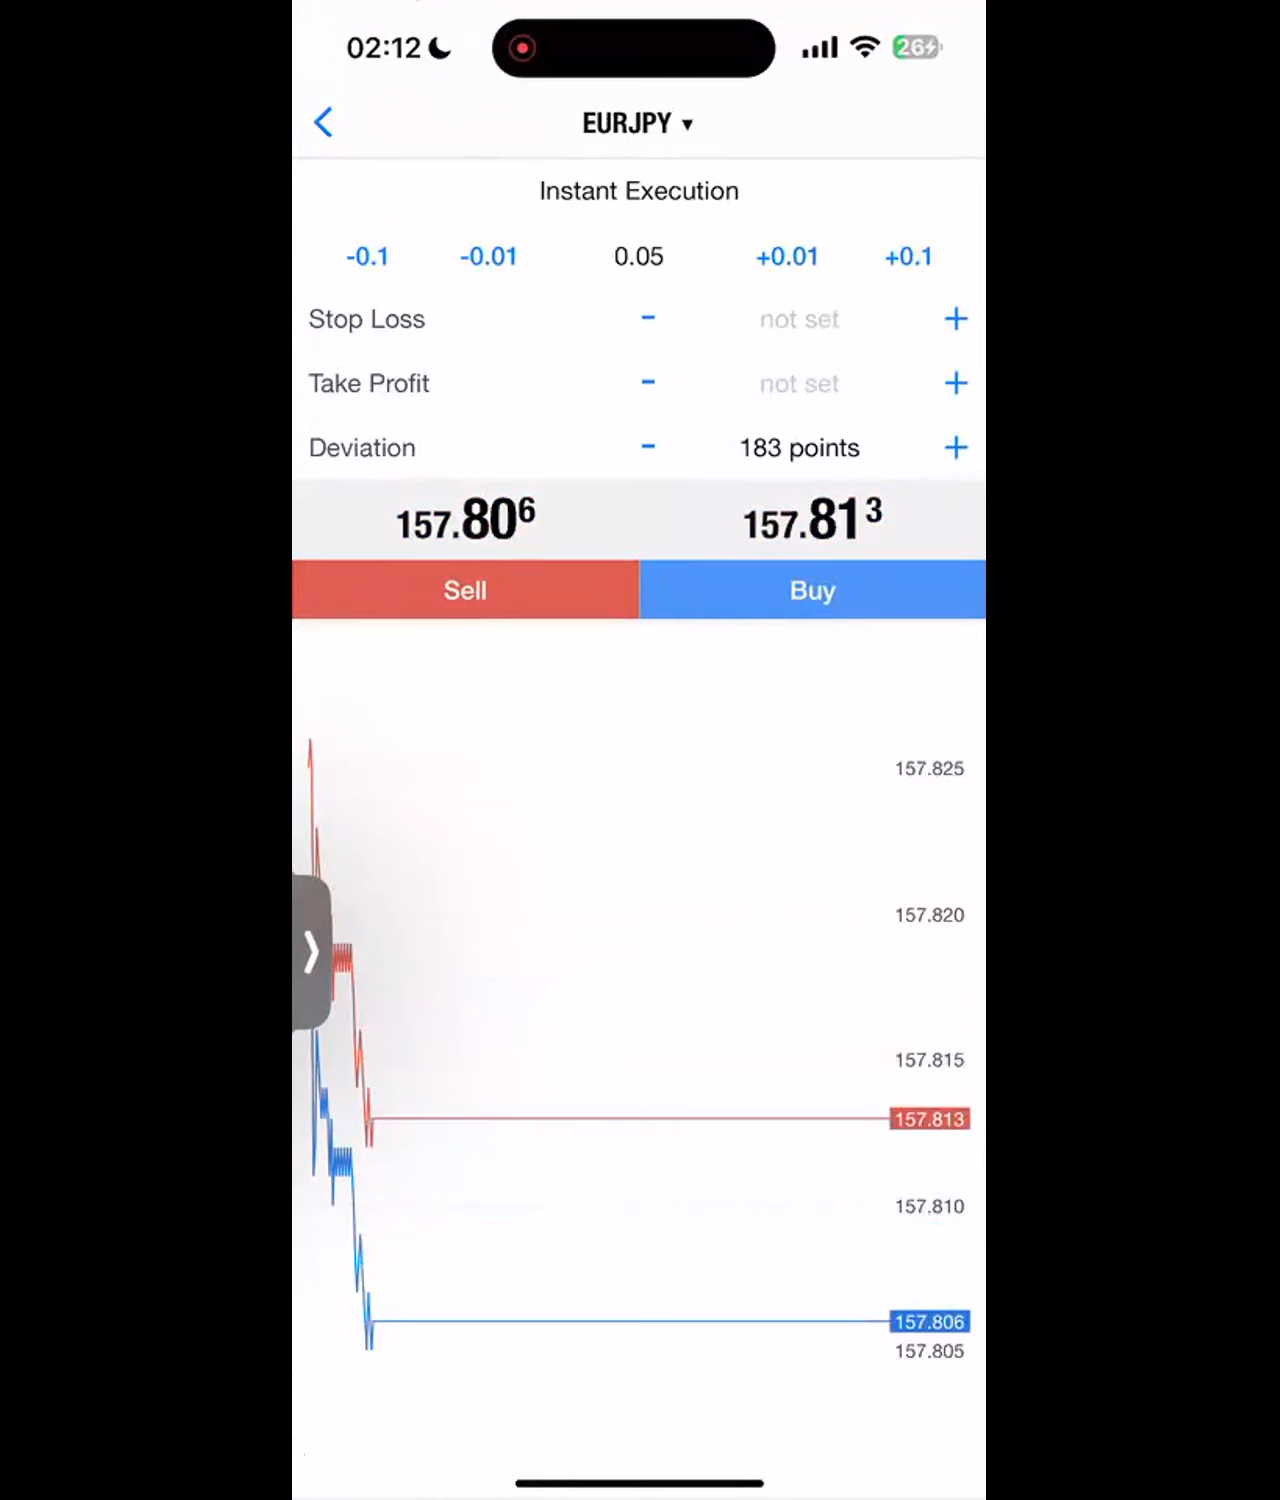 02:12
26
EURJPY ▼
Instant Execution
-0.1 -0.01 0.05 +0.01 +0.1
Stop Loss - not set +
Take Profit - not set +
Deviation - 183 points +
157.806 157.813
Sell Buy
157.825
157.820
157.815
157.813
157.810
157.806
157.805